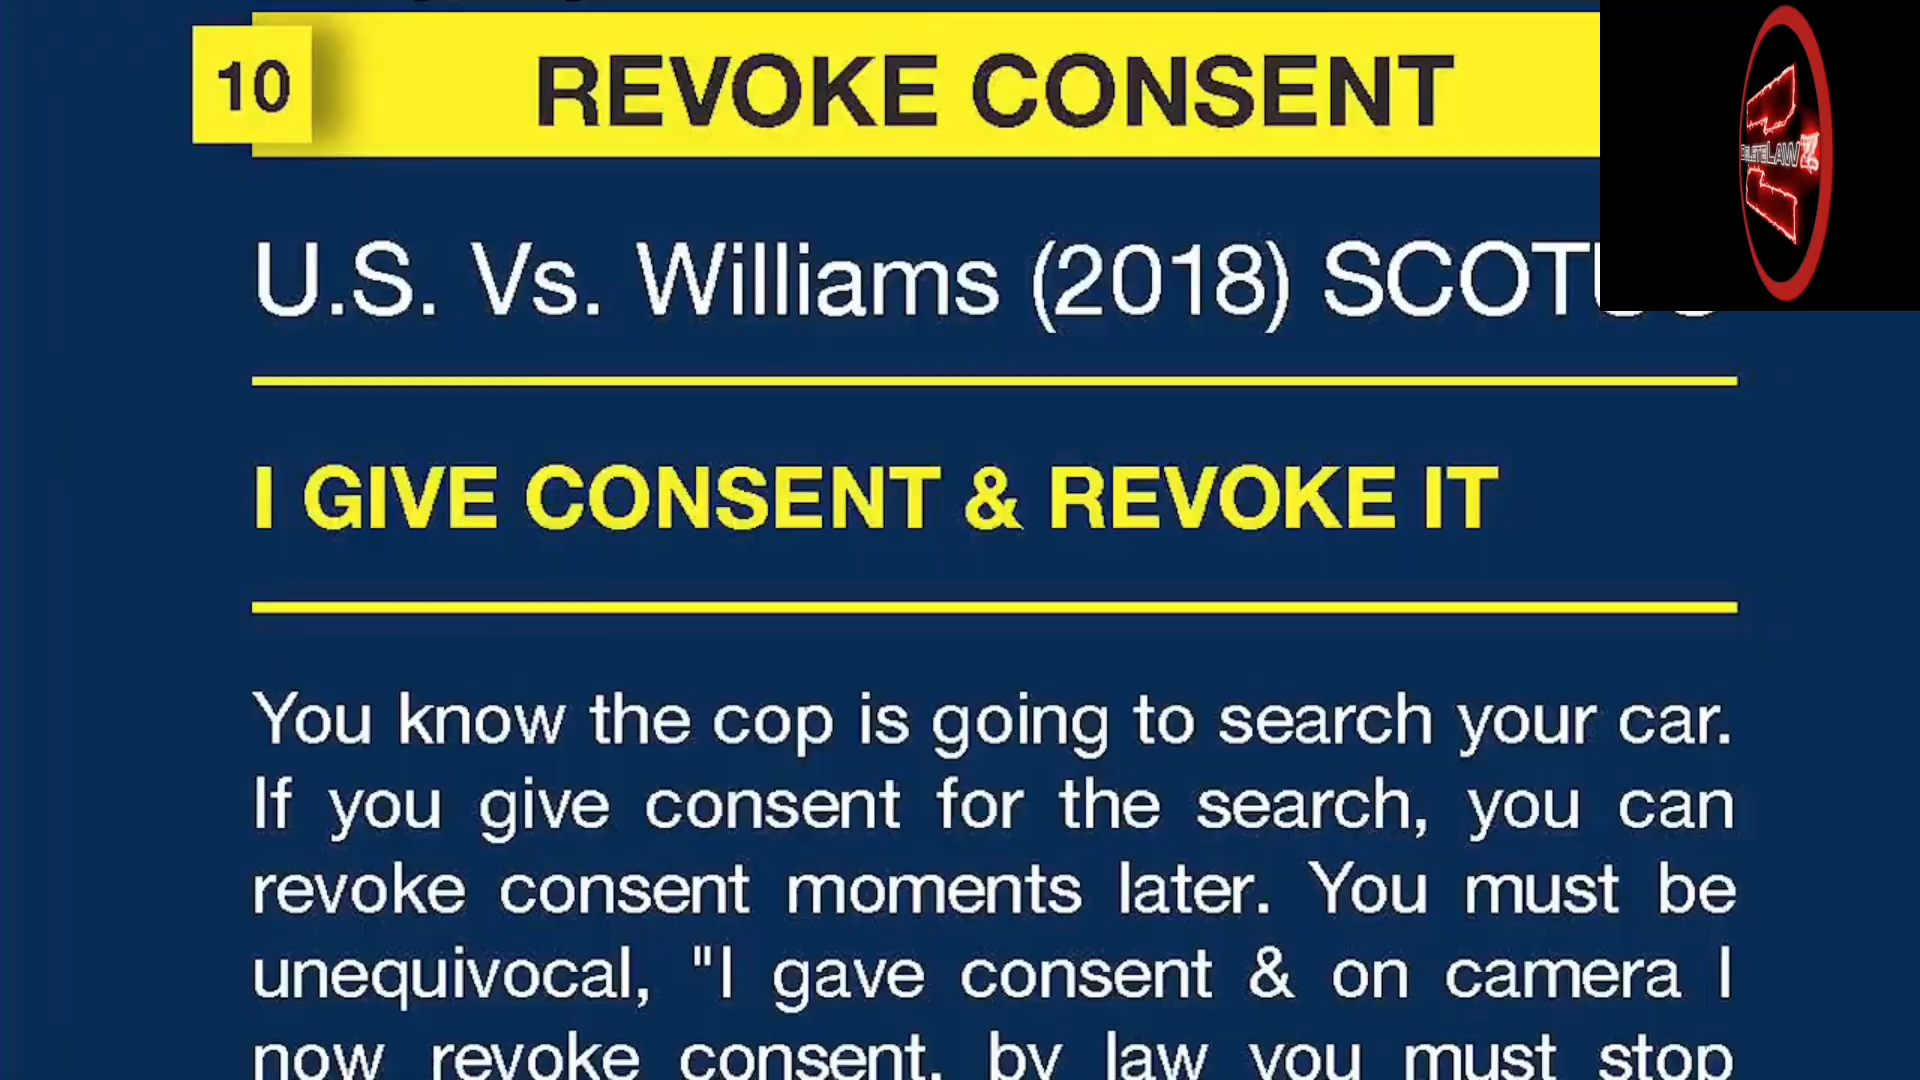 10
REVOKE CONSENT
DELETELAWZ
U.S. Vs. Williams (2018) SCOTUS
I GIVE CONSENT & REVOKE IT
You know the cop is going to search your car.
If you give consent for the search, you can
revoke consent moments later. You must be
unequivocal, "I gave consent & on camera I
now revoke consent, by law you must stop